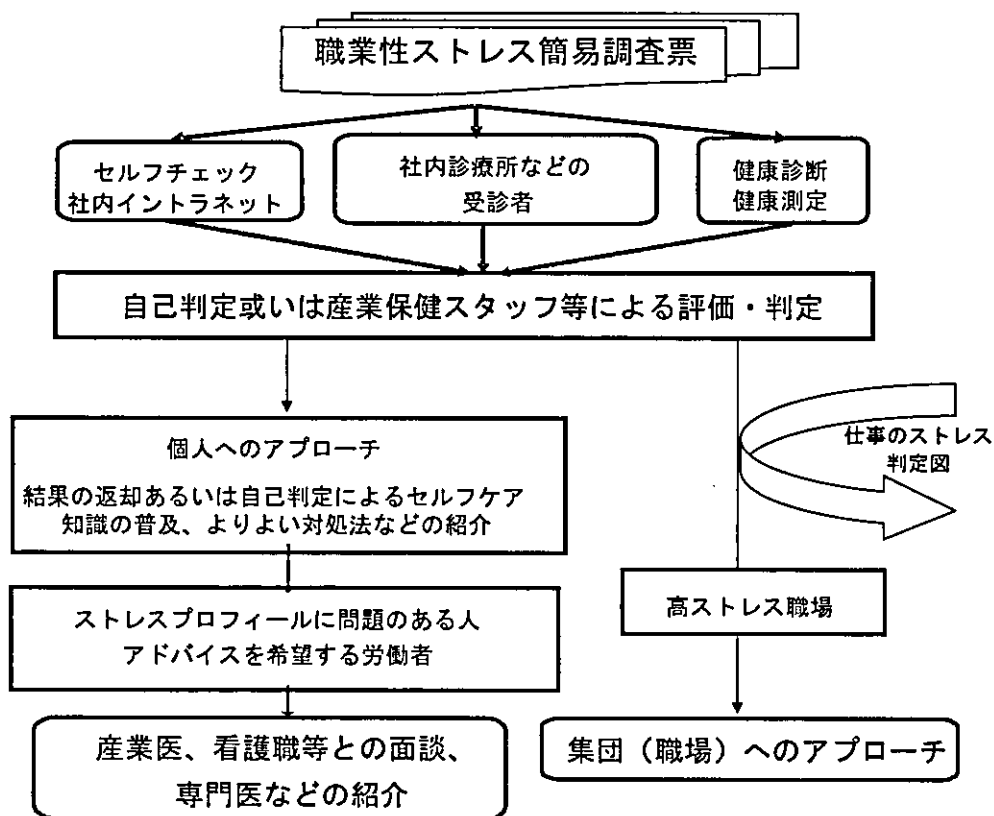 職業性ストレス簡易調査票
セルフチェック
社内イントラネット
社内診療所などの
受診者
健康診断
健康測定
自己判定或いは産業保健スタッフ等による評価・判定
個人へのアプローチ
結果の返却あるいは自己判定によるセルフケア
知識の普及、よりよい対処法などの紹介
仕事のストレス
判定図
ストレスプロフィールに問題のある人
アドバイスを希望する労働者
高ストレス職場
産業医、看護職等との面談、
専門医などの紹介
集団（職場）へのアプローチ